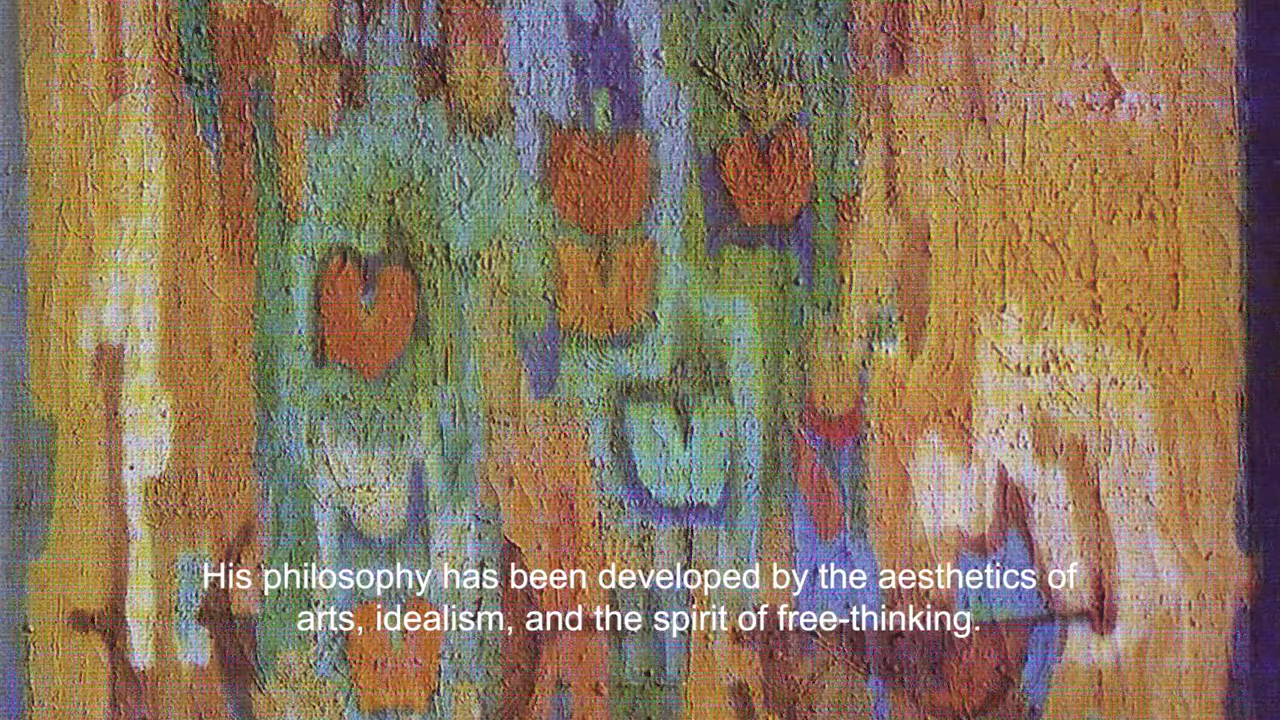 His philosophy has been developed by the aesthetics of
arts, idealism, and the spirit of free-thinking.